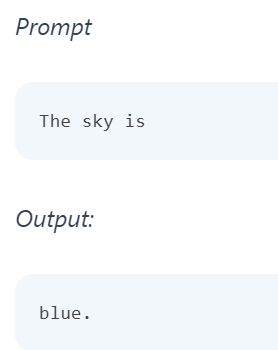 Prompt
The sky is
Output:
blue.